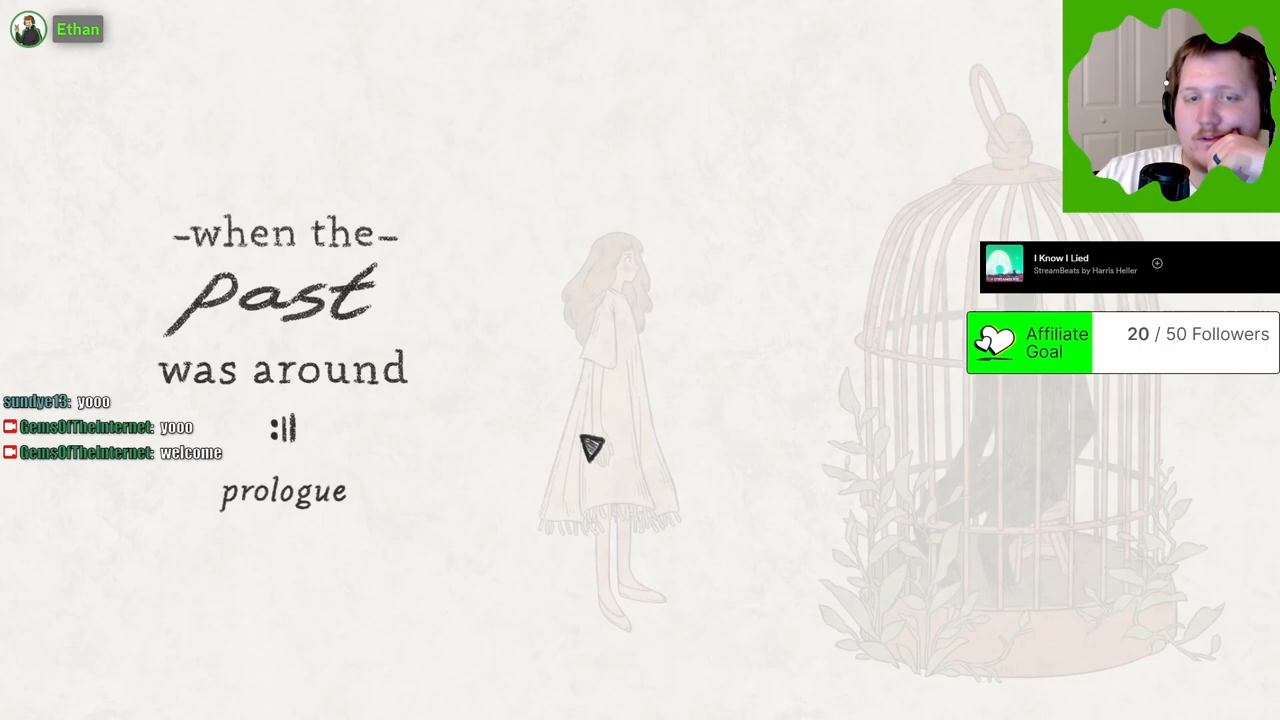 Ethan
-when the-
past
was around
prologue
sundye13: yooo
GemsOfTheInternet: yooo
GemsOfTheInternet: welcome
I Know I Lied
StreamBeats by Harris Heller
Affiliate Goal
20 / 50 Followers